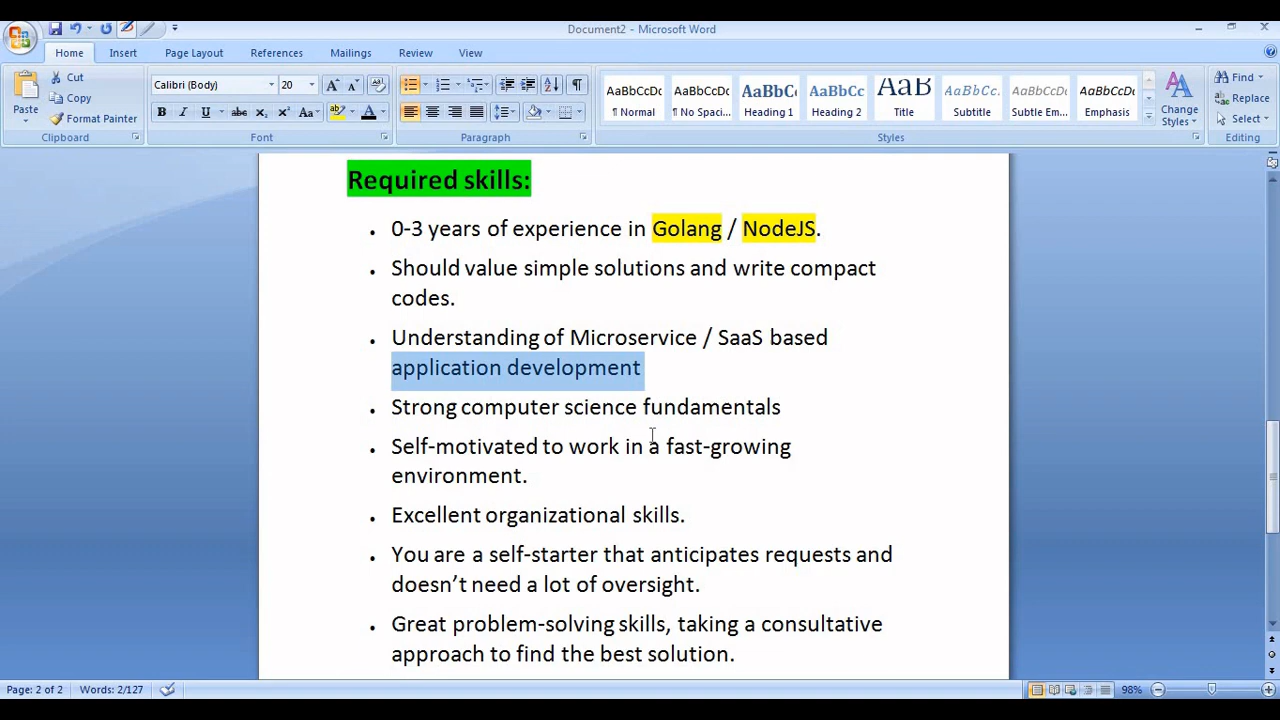 Document2 - Microsoft Word
Home Insert Page Layout References Mailings Review View
Cut
Copy
Format Painter
Paste
Clipboard
Calibri (Body) 20
Font
Paragraph
AaBbCcDc AaBbCcDc AaBbCc AaBbCc AaB AaBbCc. AaBbCcDc AaBbCcDc
¶ Normal ¶ No Spaci... Heading 1 Heading 2 Title Subtitle Subtle Em... Emphasis
Change Styles
Styles
Find
Replace
Select
Editing
Required skills:
• 0-3 years of experience in Golang / NodeJS.
• Should value simple solutions and write compact
codes.
• Understanding of Microservice / SaaS based
application development
• Strong computer science fundamentals
• Self-motivated to work in a fast-growing
environment.
• Excellent organizational skills.
• You are a self-starter that anticipates requests and
doesn’t need a lot of oversight.
• Great problem-solving skills, taking a consultative
approach to find the best solution.
Page: 2 of 2 Words: 2/127 98%